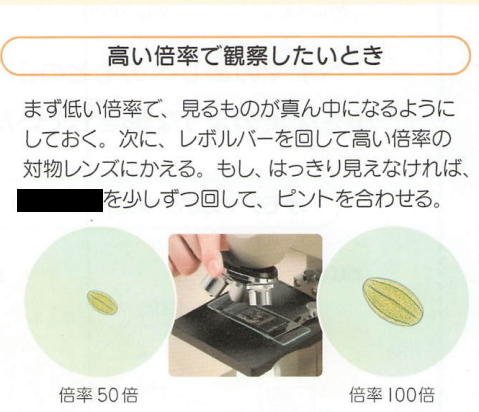 高い倍率で観察したいとき
まず低い倍率で、見るものが真ん中になるように
しておく。次に、レボルバーを回して高い倍率の
対物レンズにかえる。もし、はっきり見えなければ、
を少しずつ回して、ピントを合わせる。
倍率50倍
倍率100倍